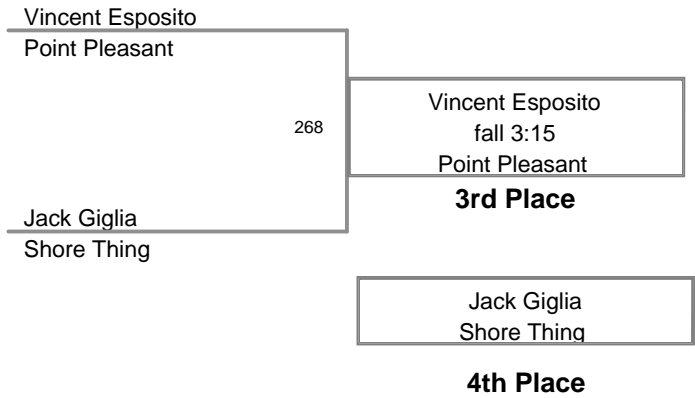 Vincent Esposito
Point Pleasant
268
Vincent Esposito
fall 3:15
Point Pleasant
3rd Place
Jack Giglia
Shore Thing
Jack Giglia
Shore Thing
4th Place